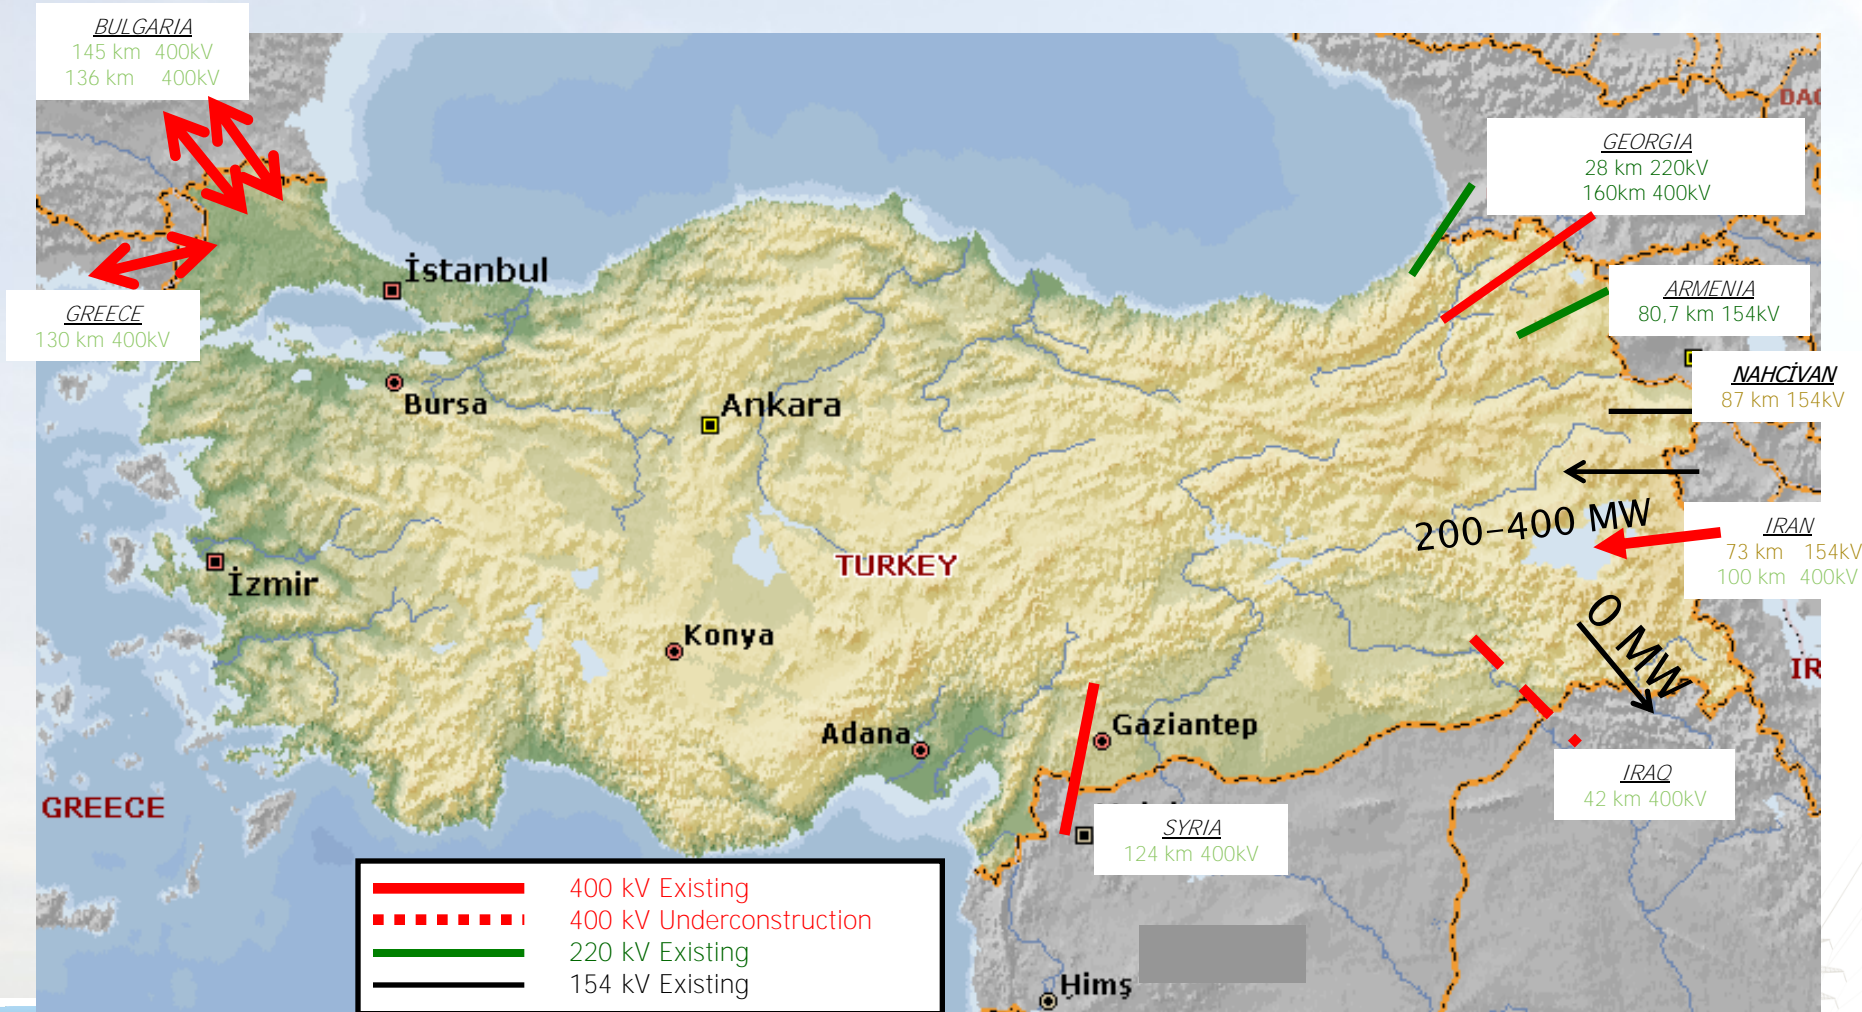 BULGARIA
145 km 400kV
136 km 400kV
DAĞ
GEORGIA
28 km 220kV
160km 400kV
İstanbul
GREECE
130 km 400kV
ARMENIA
80,7 km 154kV
NAHCİVAN
87 km 154kV
Bursa
Ankara
200-400 MW
IRAN
73 km 154kV
100 km 400kV
TURKEY
İzmir
Konya
0 MW
IR
Adana
Gaziantep
IRAQ
42 km 400kV
GREECE
SYRIA
124 km 400kV
400 kV Existing
400 kV Underconstruction
220 kV Existing
154 kV Existing
Himş